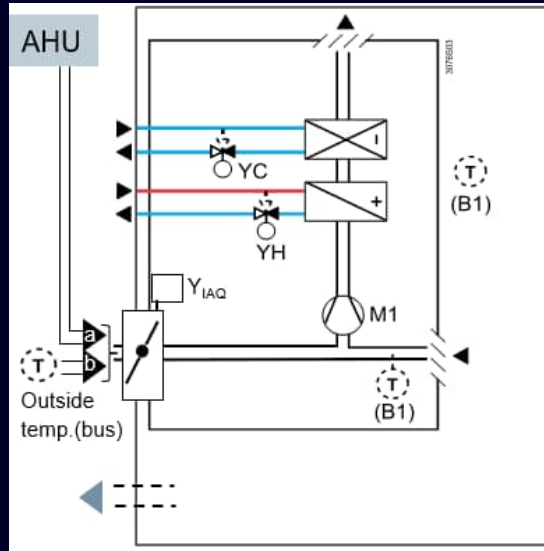 AHU
3076S03
T
(B1)
YC
YH
YIAQ
M1
a
b
T
T
(B1)
Outside
temp.(bus)